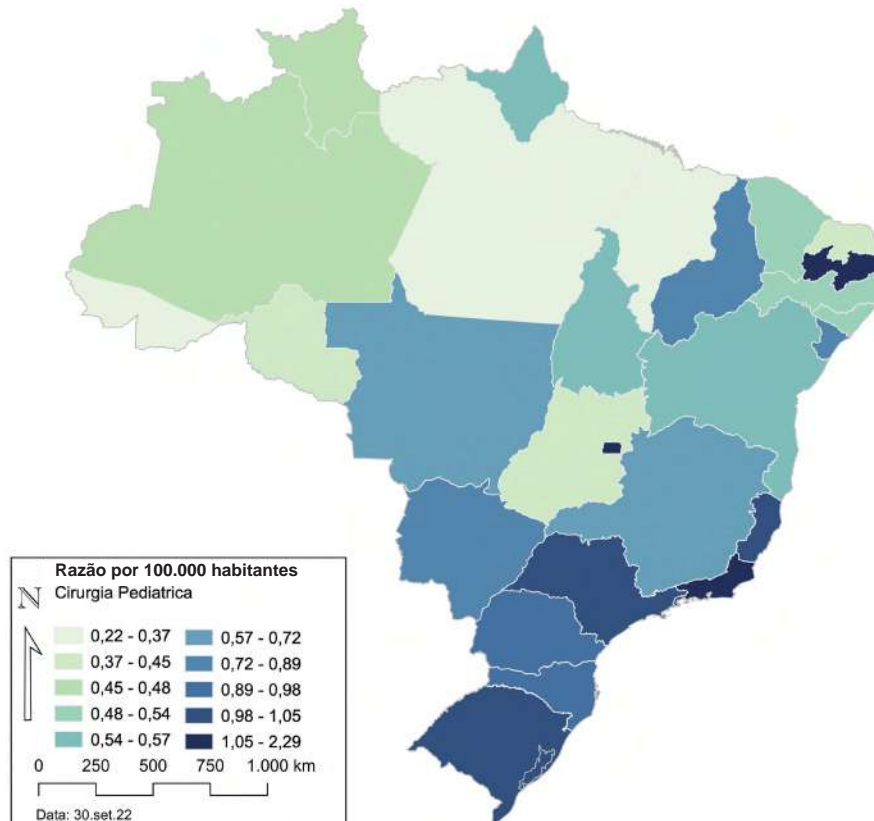 Razão por 100.000 habitantes
N Cirurgia Pediatrica
0,22 - 0,37
0,37 - 0,45
0,45 - 0,48
0,48 - 0,54
0,54 - 0,57
0,57 - 0,72
0,72 - 0,89
0,89 - 0,98
0,98 - 1,05
1,05 - 2,29
0 250 500 750 1.000 km
Data: 30.set.22